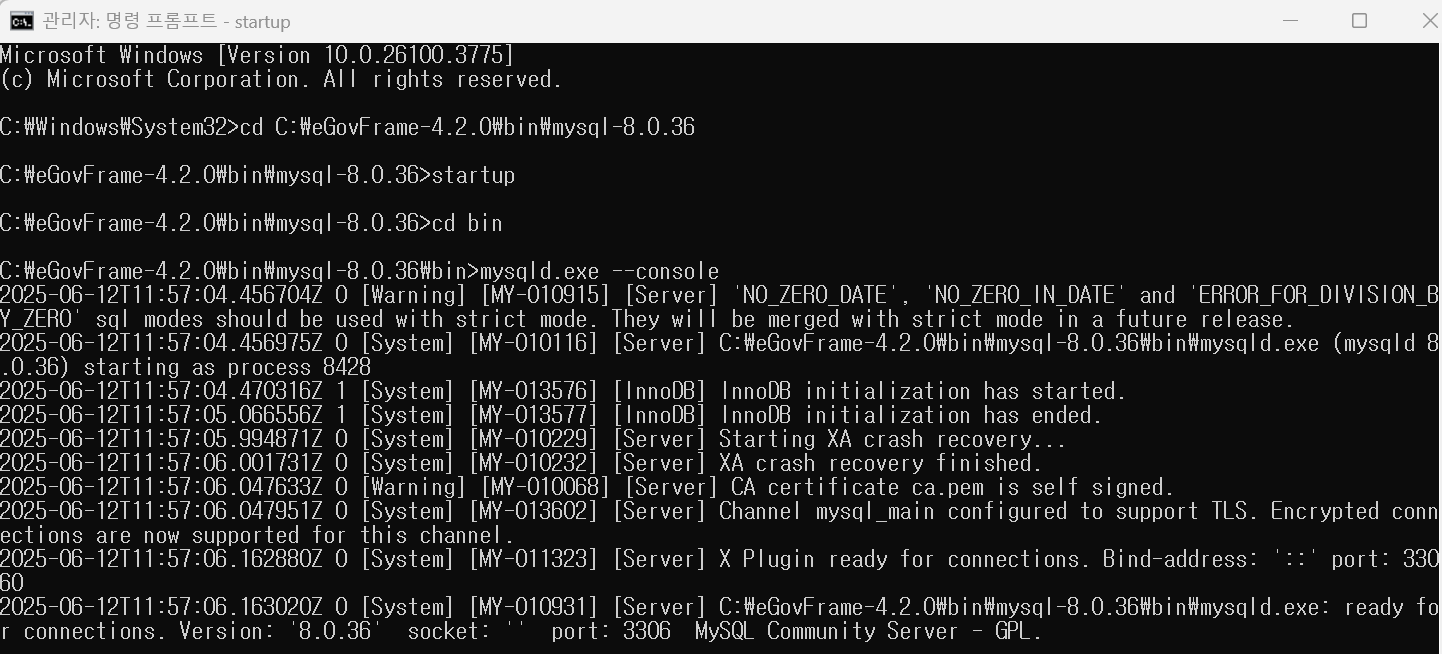 관리자: 명령 프롬프트 - startup
Microsoft Windows [Version 10.0.26100.3775]
(c) Microsoft Corporation. All rights reserved.
C:₩Windows₩System32>cd C:₩eGovFrame-4.2.0₩bin₩mysql-8.0.36
C:₩eGovFrame-4.2.0₩bin₩mysql-8.0.36>startup
C:₩eGovFrame-4.2.0₩bin₩mysql-8.0.36>cd bin
C:₩eGovFrame-4.2.0₩bin₩mysql-8.0.36₩bin>mysqld.exe --console
2025-06-12T11:57:04.456704Z 0 [Warning] [MY-010915] [Server] 'NO_ZERO_DATE', 'NO_ZERO_IN_DATE' and 'ERROR_FOR_DIVISION_B
Y_ZERO' sql modes should be used with strict mode. They will be merged with strict mode in a future release.
2025-06-12T11:57:04.456975Z 0 [System] [MY-010116] [Server] C:₩eGovFrame-4.2.0₩bin₩mysql-8.0.36₩bin₩mysqld.exe (mysqld 8
.0.36) starting as process 8428
2025-06-12T11:57:04.470316Z 1 [System] [MY-013576] [InnoDB] InnoDB initialization has started.
2025-06-12T11:57:05.066556Z 1 [System] [MY-013577] [InnoDB] InnoDB initialization has ended.
2025-06-12T11:57:05.994871Z 0 [System] [MY-010229] [Server] Starting XA crash recovery...
2025-06-12T11:57:06.001731Z 0 [System] [MY-010232] [Server] XA crash recovery finished.
2025-06-12T11:57:06.047633Z 0 [Warning] [MY-010068] [Server] CA certificate ca.pem is self signed.
2025-06-12T11:57:06.047951Z 0 [System] [MY-013602] [Server] Channel mysql_main configured to support TLS. Encrypted conn
ections are now supported for this channel.
2025-06-12T11:57:06.162880Z 0 [System] [MY-011323] [Server] X Plugin ready for connections. Bind-address: '::' port: 330
60
2025-06-12T11:57:06.163020Z 0 [System] [MY-010931] [Server] C:₩eGovFrame-4.2.0₩bin₩mysql-8.0.36₩bin₩mysqld.exe: ready fo
r connections. Version: '8.0.36'  socket: ''  port: 3306  MySQL Community Server - GPL.